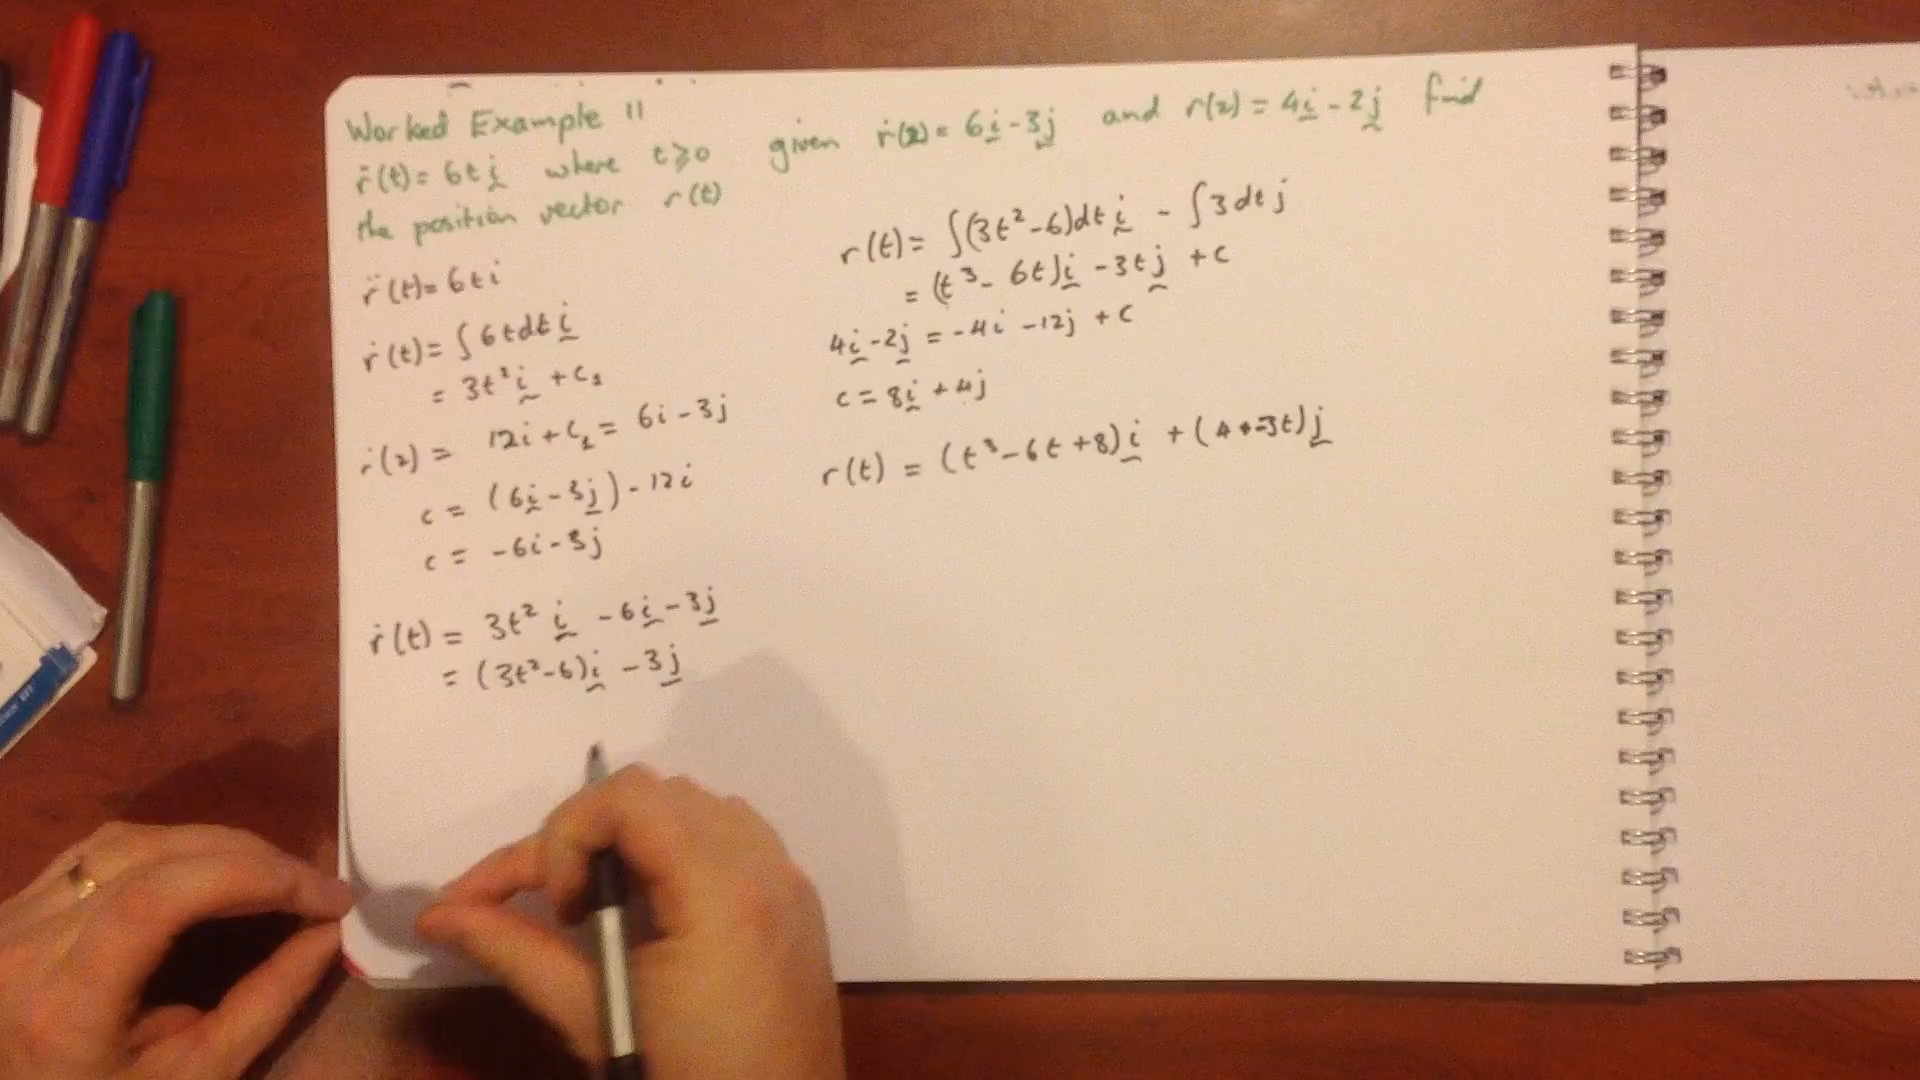 Worked Example 11
r̈(t) = 6t i where t⩾0 given ṙ(2) = 6i - 3j and r(2) = 4i - 2j find
the position vector r(t)
r̈(t) = 6t i
ṙ(t) = ∫6t dt i
= 3t² i + c₁
ṙ(2) = 12i + c₁ = 6i - 3j
c = (6i - 3j) - 12i
c = -6i - 3j
ṙ(t) = 3t² i - 6i - 3j
= (3t² - 6)i - 3j
r(t) = ∫(3t² - 6)dt i - ∫3 dt j
= (t³ - 6t)i - 3t j + c
4i - 2j = -4i - 12j + c
c = 8i + 4j
r(t) = (t³ - 6t + 8)i + (4 - 3t)j